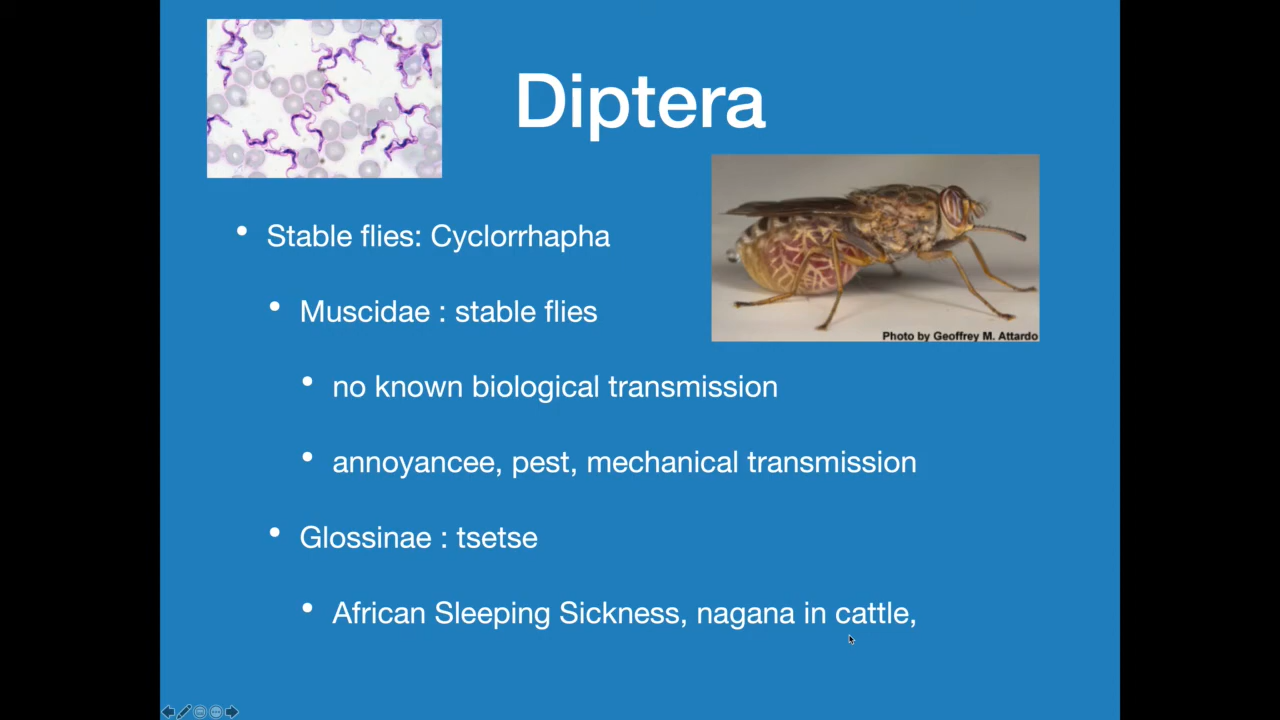 Diptera
Photo by Geoffrey M. Attardo
• Stable flies: Cyclorrhapha
• Muscidae : stable flies
• no known biological transmission
• annoyancee, pest, mechanical transmission
• Glossinae : tsetse
• African Sleeping Sickness, nagana in cattle,